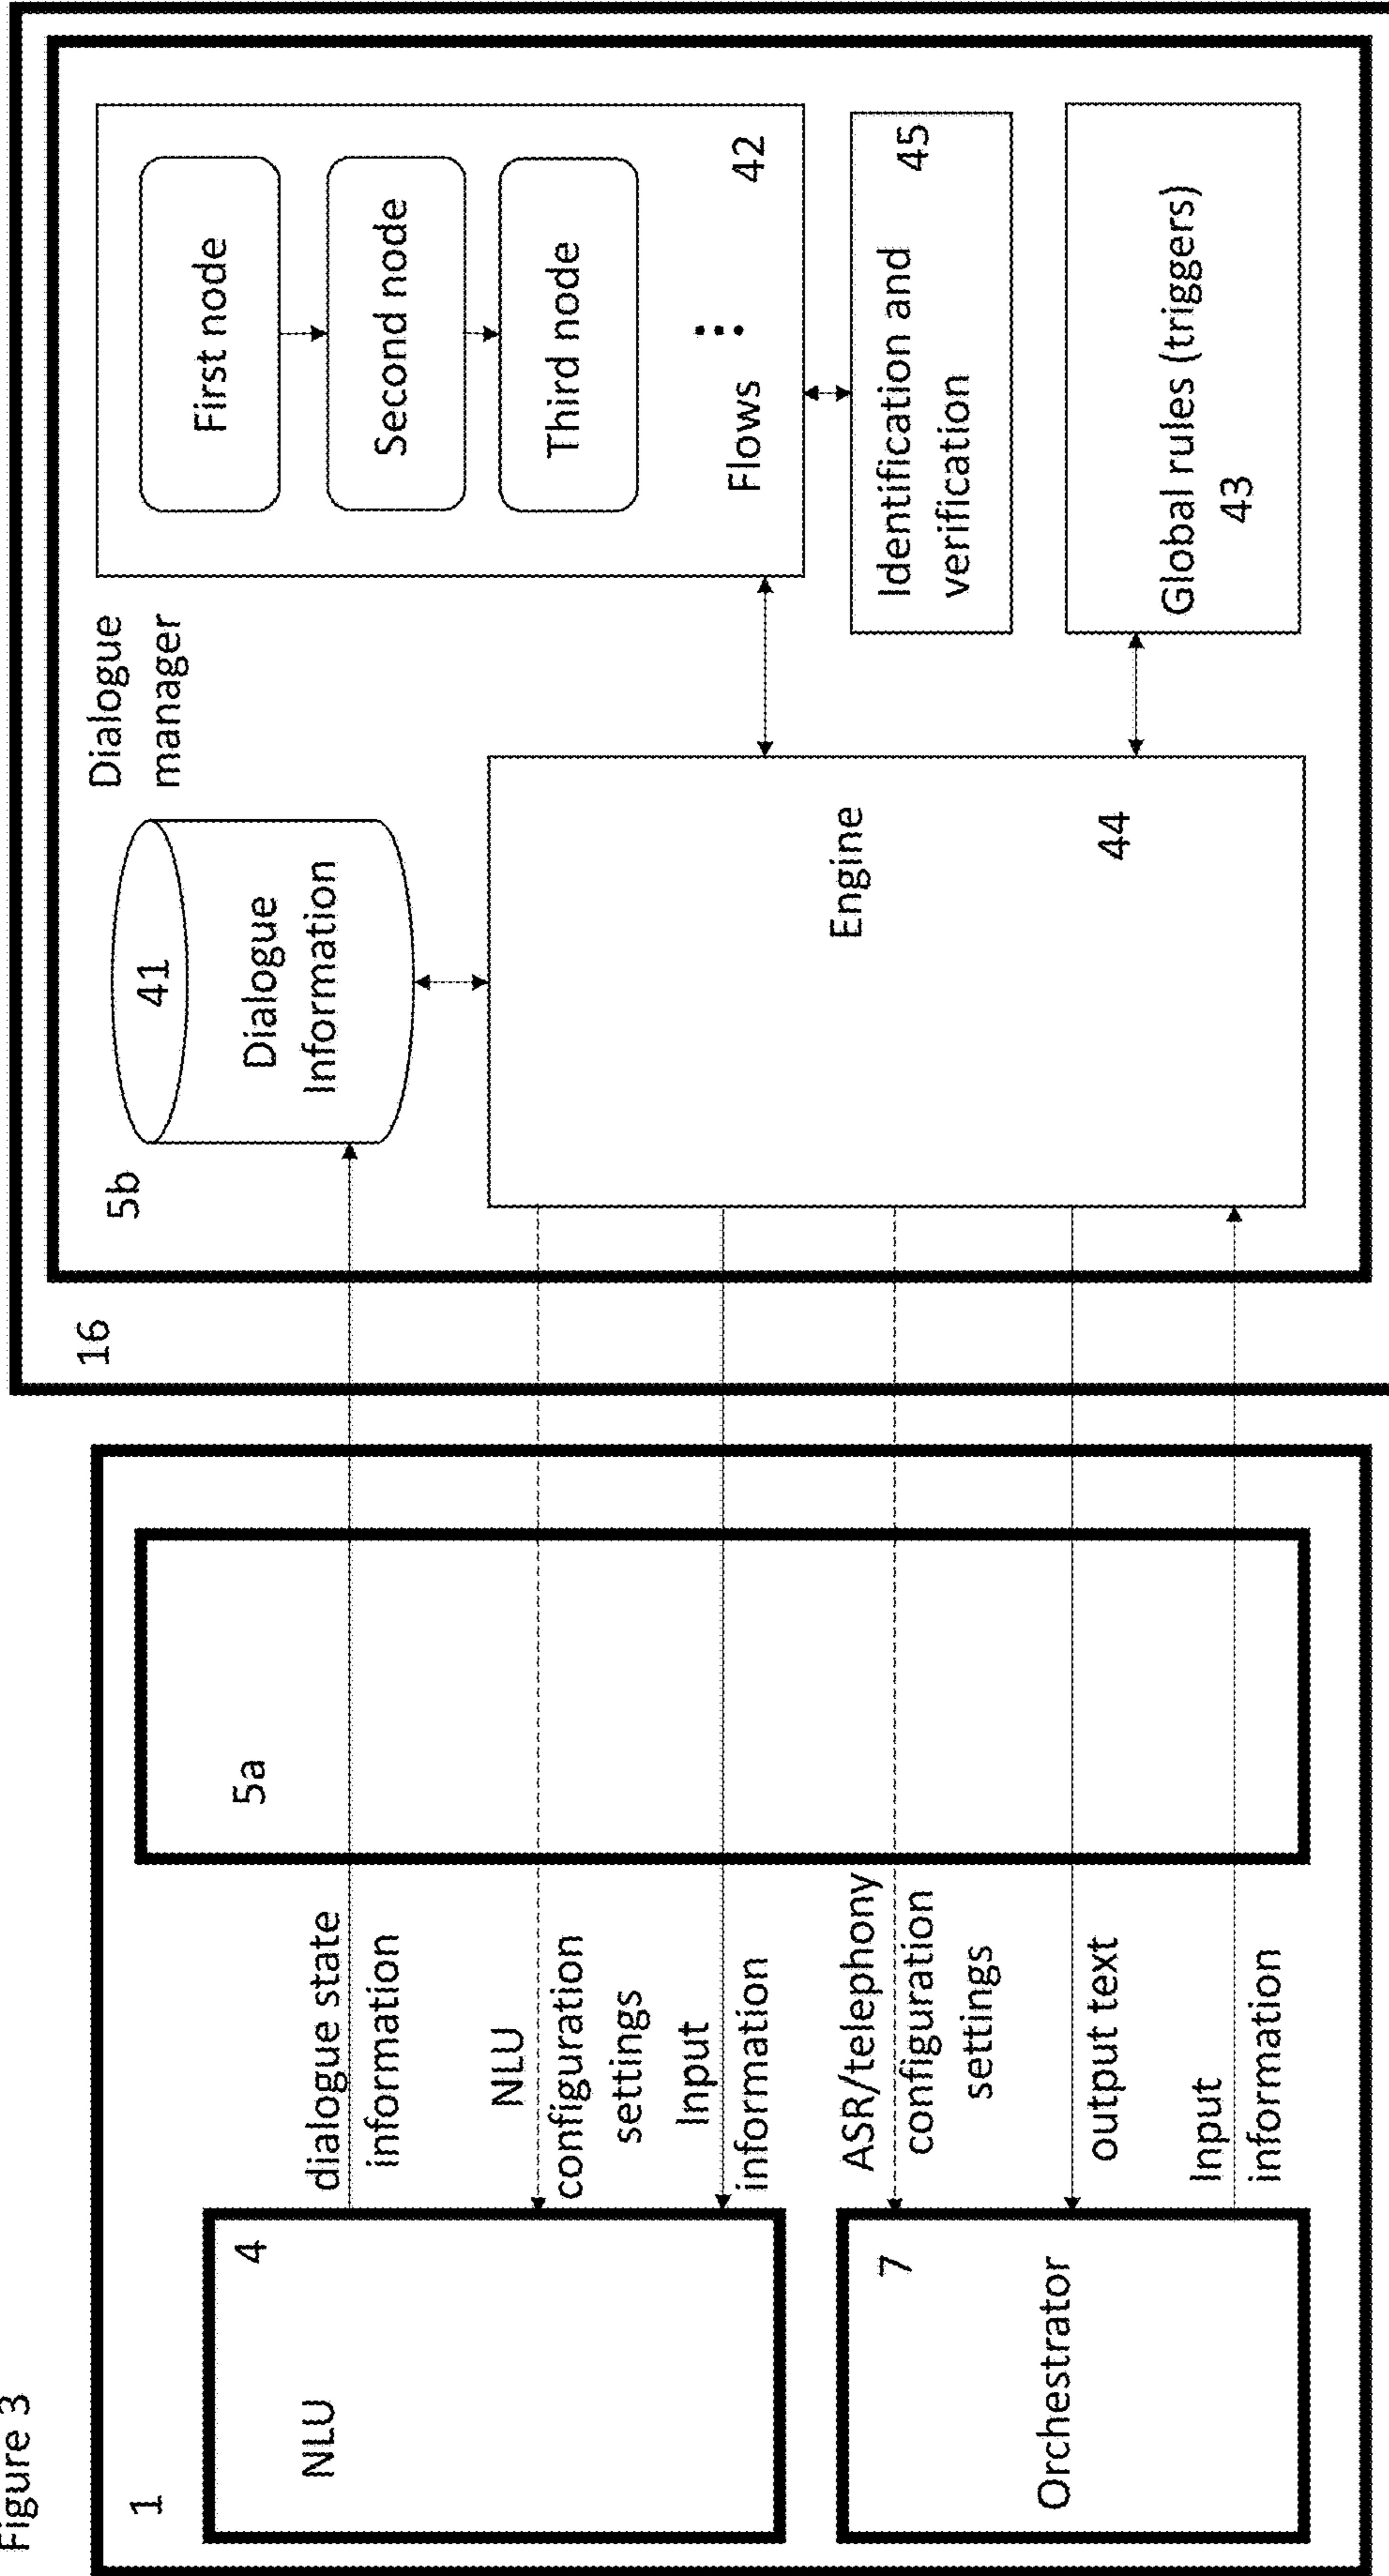 Figure 3
1
NLU
4
Orchestrator
7
dialogue state
information
NLU
configuration
settings
Input
information
ASR/telephony
configuration
settings
output text
Input
information
5a
16
5b
Dialogue
manager
41
Dialogue
Information
Engine
44
First node
Second node
Third node
Flows
42
Identification and
verification
45
Global rules (triggers)
43